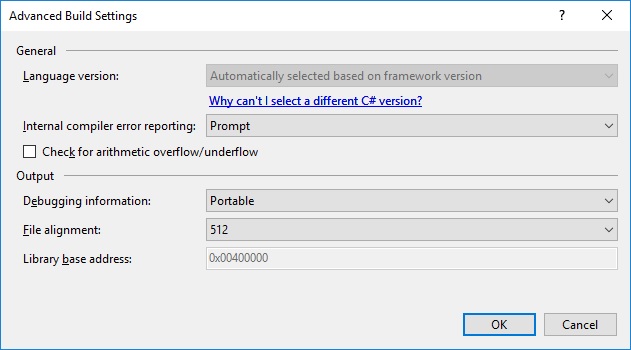 Advanced Build Settings
General
Language version: Automatically selected based on framework version
Why can't I select a different C# version?
Internal compiler error reporting: Prompt
Check for arithmetic overflow/underflow
Output
Debugging information: Portable
File alignment: 512
Library base address: 0x00400000
OK Cancel